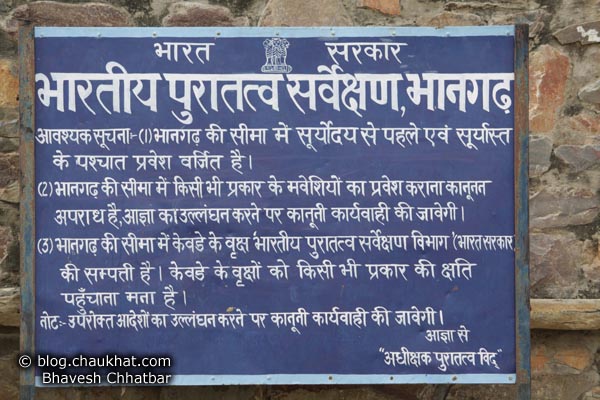 भारत सरकार
भारतीय पुरातत्व सर्वेक्षण, भानगढ़
आवश्यक सूचना:- (1) भानगढ़ की सीमा में सूर्योदय से पहले एवं सूर्यास्त
के पश्चात प्रवेश वर्जित है।
(2) भानगढ़ की सीमा में किसी भी प्रकार के मवेशियों का प्रवेश कराना कानूनन
अपराध है, आज्ञा का उल्लंघन करने पर कानूनी कार्यवाही की जावेगी।
(3) भानगढ़ की सीमा में केवडे के वृक्ष 'भारतीय पुरातत्व सर्वेक्षण विभाग '(भारत सरकार)
की सम्पती है। केवडे के वृक्षों को किसी भी प्रकार की क्षति
पहुँचाना मना है।
नोट:- उपरोक्त आदेशों का उल्लंघन करने पर कानूनी कार्यवाही की जावेगी।
आज्ञा से
"अधीक्षक पुरातत्व विद्"
© blog.chaukhat.com
Bhavesh Chhatbar